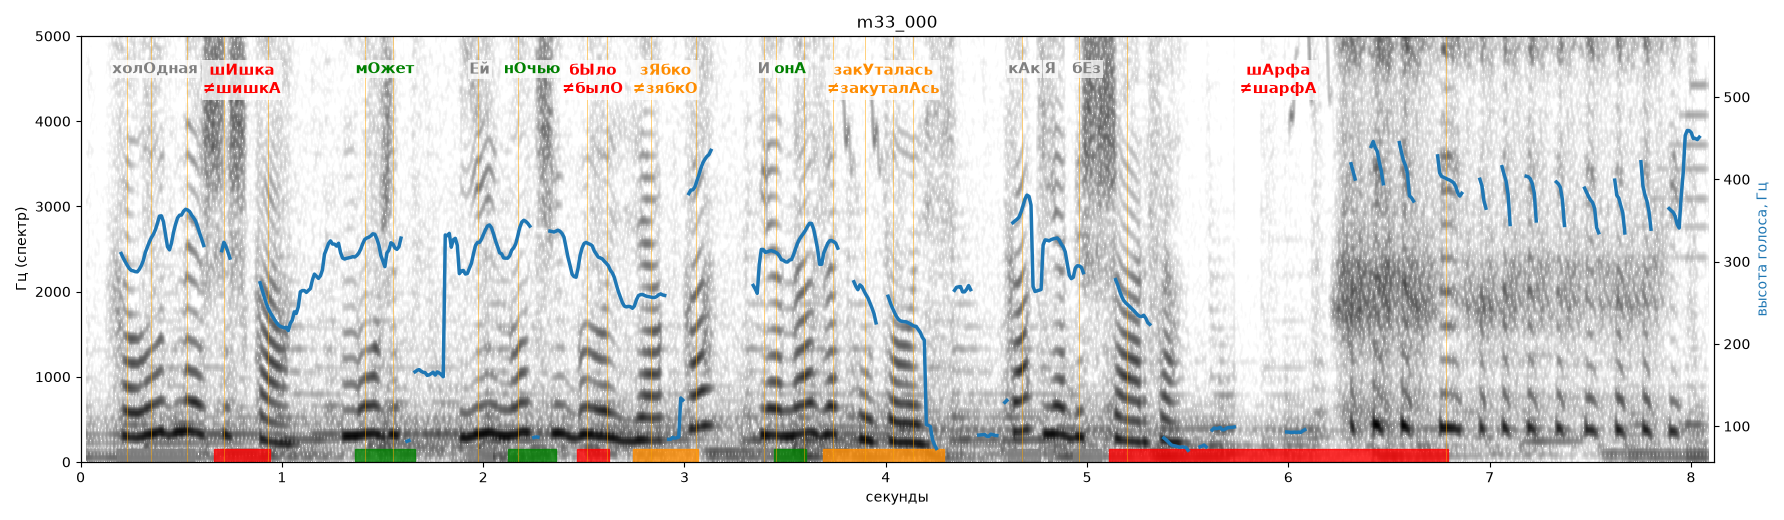 m33_000
холОдная шИшка мОжет Ей нОчью бЫло зЯбко И онА закУталась кАк Я бЕз шАрфа
≠шишкА ≠былО ≠зябкО ≠закуталАсь ≠шарфА
Гц (спектр)
5000
4000
3000
2000
1000
0
500
400
300
200
100
высота голоса, Гц
0 1 2 3 4 5 6 7 8
секунды